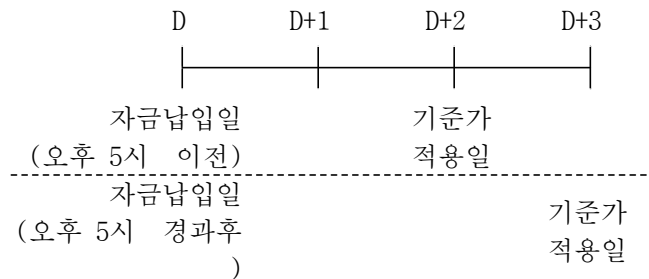 D D+1 D+2 D+3
자금납입일 기준가
(오후 5시 이전) 적용일
자금납입일
기준가
(오후 5시 경과후
적용일
)